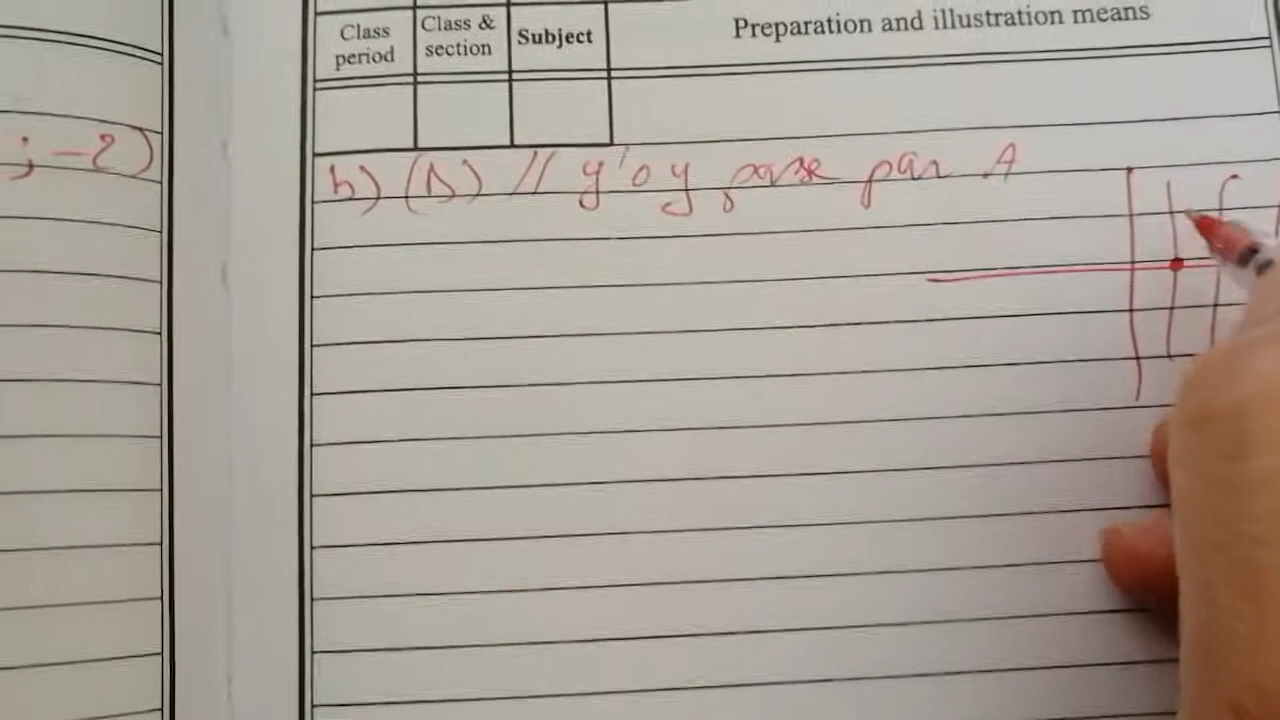 Class period
Class & section
Subject
Preparation and illustration means
; -2)
b) (D) // y'oy passe par A